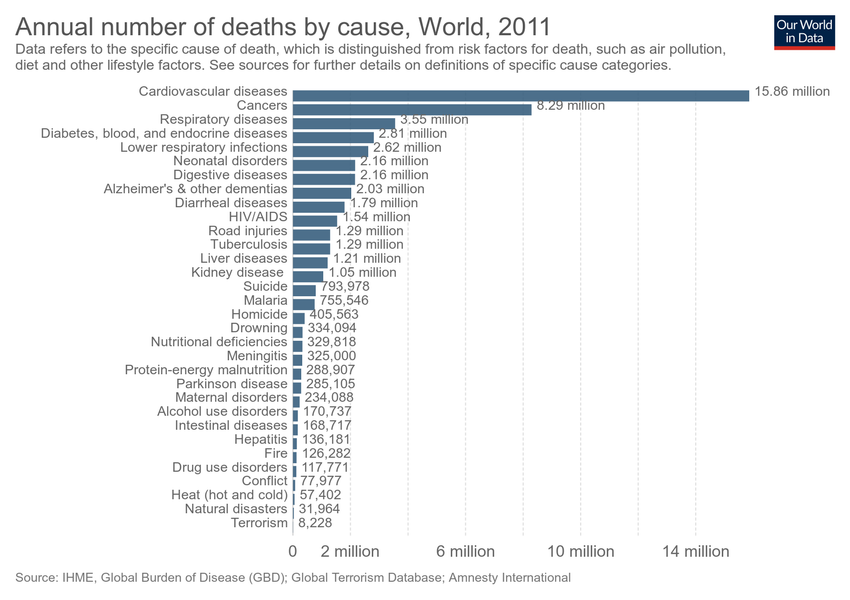 Annual number of deaths by cause, World, 2011
Our World
in Data
Data refers to the specific cause of death, which is distinguished from risk factors for death, such as air pollution,
diet and other lifestyle factors. See sources for further details on definitions of specific cause categories.
Cardiovascular diseases 15.86 million
Cancers 8.29 million
Respiratory diseases 3.55 million
Diabetes, blood, and endocrine diseases 2.81 million
Lower respiratory infections 2.62 million
Neonatal disorders 2.16 million
Digestive diseases 2.16 million
Alzheimer's & other dementias 2.03 million
Diarrheal diseases 1.79 million
HIV/AIDS 1.54 million
Road injuries 1.29 million
Tuberculosis 1.29 million
Liver diseases 1.21 million
Kidney disease 1.05 million
Suicide 793,978
Malaria 755,546
Homicide 405,563
Drowning 334,094
Nutritional deficiencies 329,818
Meningitis 325,000
Protein-energy malnutrition 288,907
Parkinson disease 285,105
Maternal disorders 234,088
Alcohol use disorders 170,737
Intestinal diseases 168,717
Hepatitis 136,181
Fire 126,282
Drug use disorders 117,771
Conflict 77,977
Heat (hot and cold) 57,402
Natural disasters 31,964
Terrorism 8,228
0 2 million 6 million 10 million 14 million
Source: IHME, Global Burden of Disease (GBD); Global Terrorism Database; Amnesty International